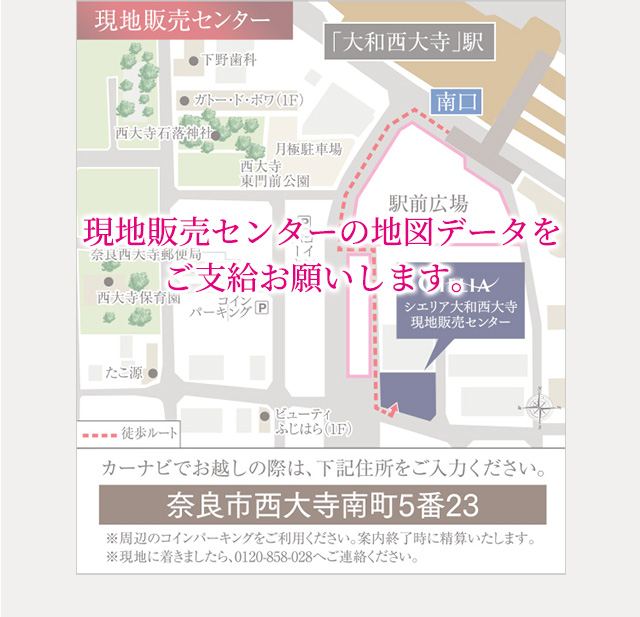 現地販売センター
「大和西大寺」駅
下野歯科
南口
ガトー・ド・ボワ(1F)
西大寺石落神社
月極駐車場
西大寺
東門前公園
駅前広場
現地販売センターの地図データを
ご支給お願いします。
奈良西大寺郵便局
西大寺保育園
コイン
パーキング
P
シエリア大和西大寺
現地販売センター
たこ源
ビューティ
ふじはら(1F)
徒歩ルート
カーナビでお越しの際は、下記住所をご入力ください。
奈良市西大寺南町5番23
※周辺のコインパーキングをご利用ください。案内終了時に精算いたします。
※現地に着きましたら、0120-858-028へご連絡ください。